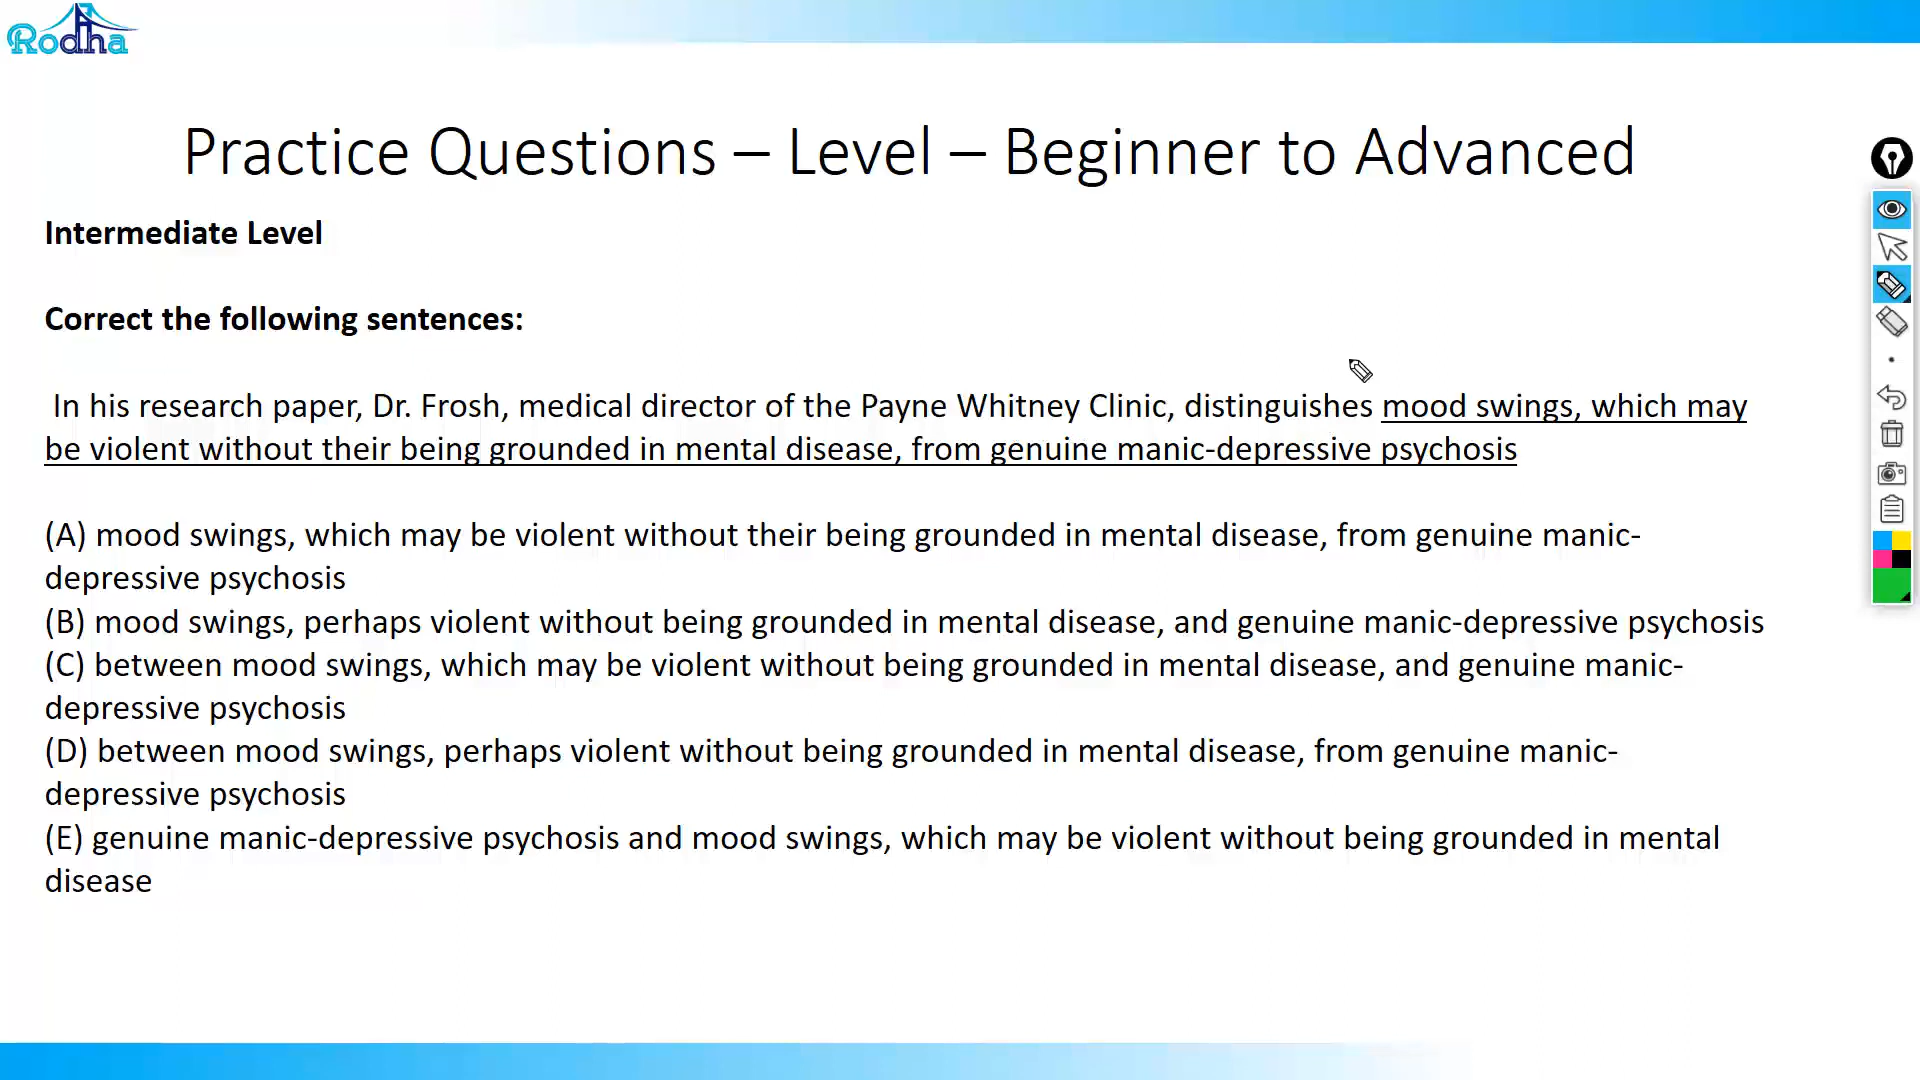 Rodha
Practice Questions – Level – Beginner to Advanced
Intermediate Level
Correct the following sentences:
In his research paper, Dr. Frosh, medical director of the Payne Whitney Clinic, distinguishes mood swings, which may
be violent without their being grounded in mental disease, from genuine manic-depressive psychosis
(A) mood swings, which may be violent without their being grounded in mental disease, from genuine manic-
depressive psychosis
(B) mood swings, perhaps violent without being grounded in mental disease, and genuine manic-depressive psychosis
(C) between mood swings, which may be violent without being grounded in mental disease, and genuine manic-
depressive psychosis
(D) between mood swings, perhaps violent without being grounded in mental disease, from genuine manic-
depressive psychosis
(E) genuine manic-depressive psychosis and mood swings, which may be violent without being grounded in mental
disease